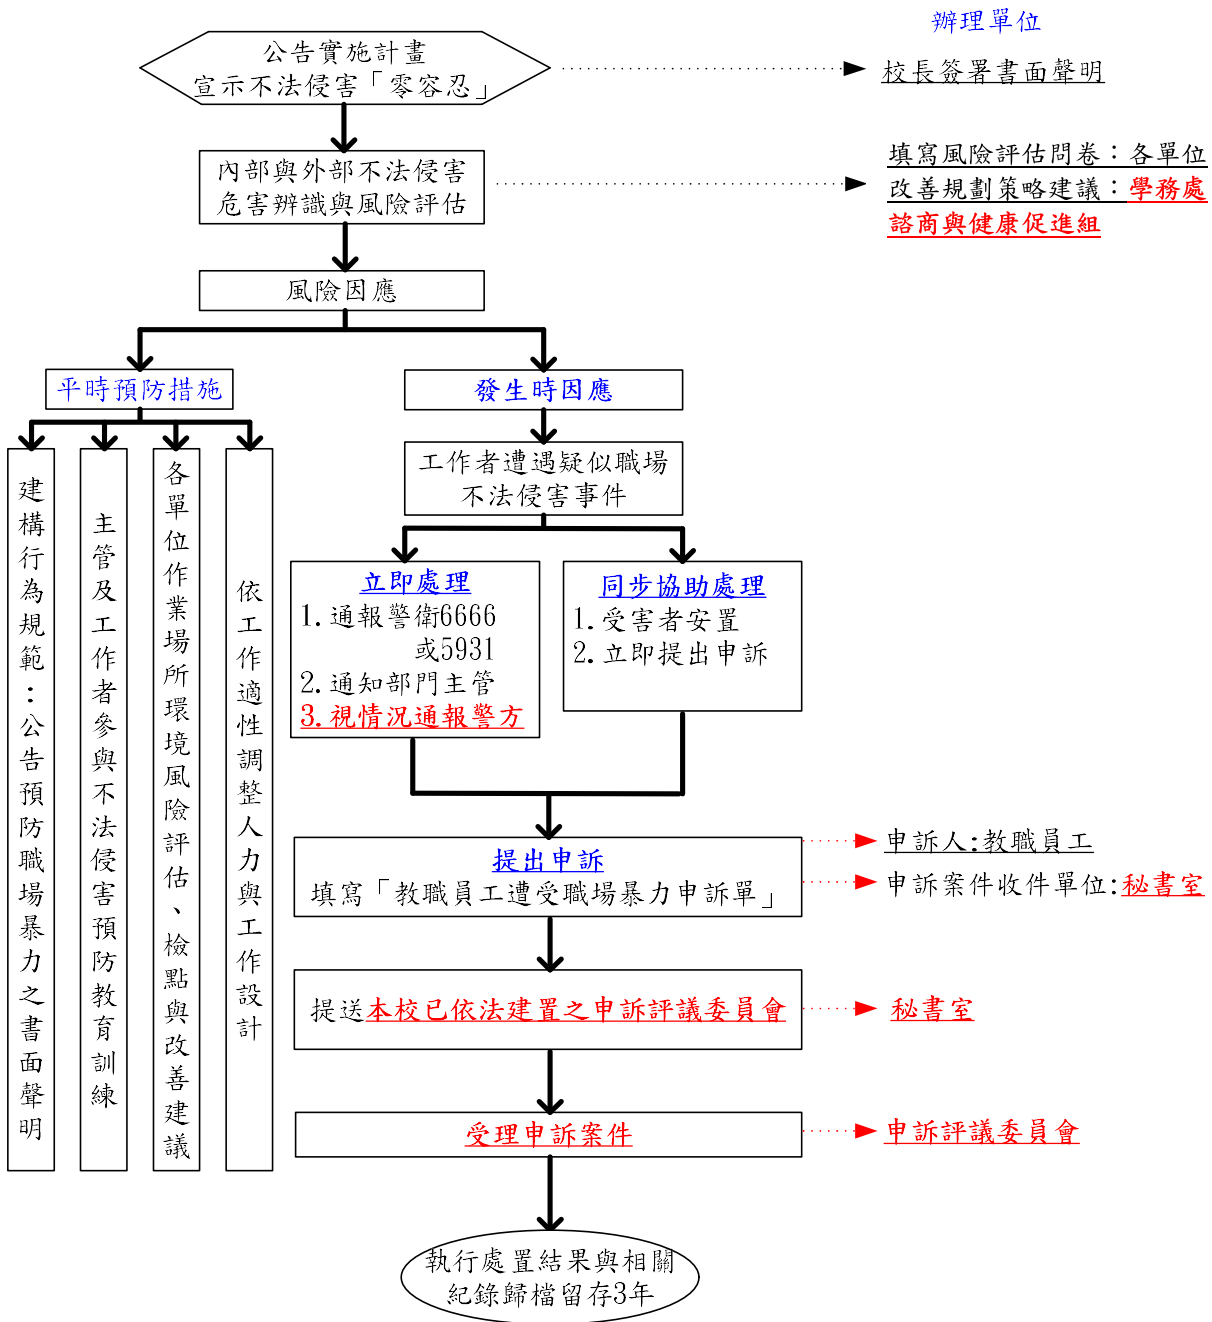 辦理單位
公告實施計畫
宣示不法侵害「零容忍」
校長簽署書面聲明
內部與外部不法侵害
危害辨識與風險評估
填寫風險評估問卷：各單位
改善規劃策略建議：學務處
諮商與健康促進組
風險因應
平時預防措施
發生時因應
建構行為規範：公告預防職場暴力之書面聲明
主管及工作者參與不法侵害預防教育訓練
各單位作業場所環境風險評估、檢點與改善建議
依工作適性調整人力與工作設計
工作者遭遇疑似職場
不法侵害事件
立即處理
1.通報警衛6666
或5931
2.通知部門主管
3.視情況通報警方
同步協助處理
1.受害者安置
2.立即提出申訴
提出申訴
填寫「教職員工遭受職場暴力申訴單」
申訴人:教職員工
申訴案件收件單位:秘書室
提送本校已依法建置之申訴評議委員會
秘書室
受理申訴案件
申訴評議委員會
執行處置結果與相關
紀錄歸檔留存3年